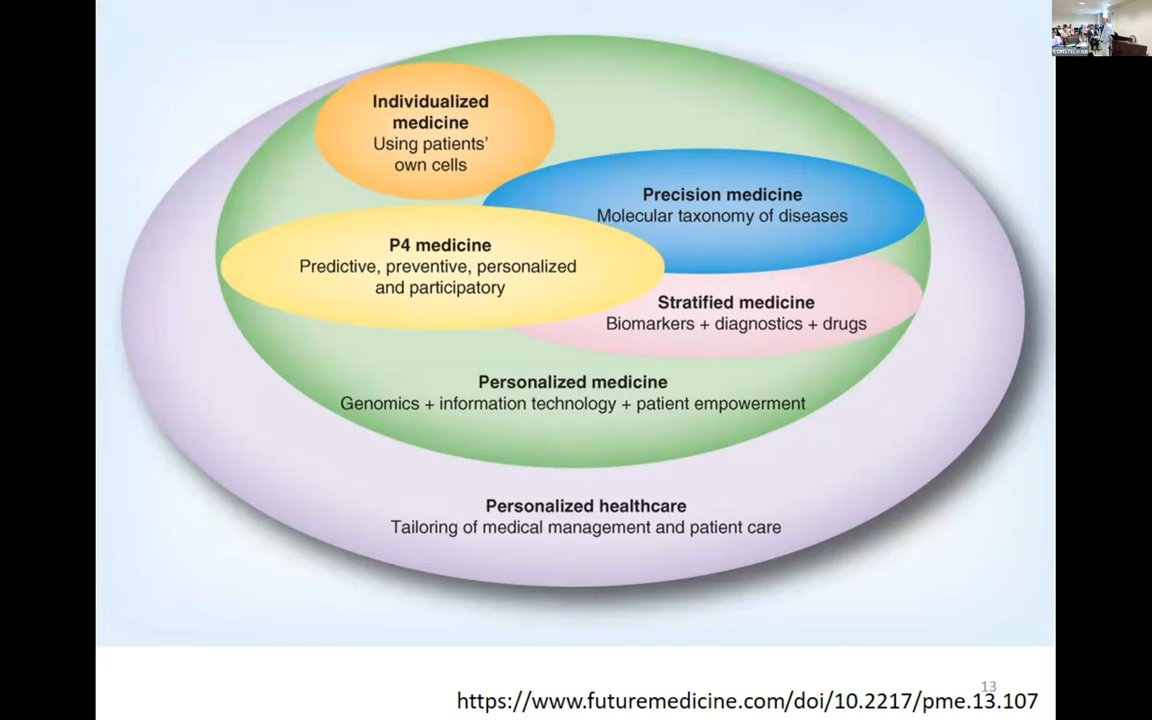 Individualized
medicine
Using patients'
own cells
Precision medicine
Molecular taxonomy of diseases
P4 medicine
Predictive, preventive, personalized
and participatory
Stratified medicine
Biomarkers + diagnostics + drugs
Personalized medicine
Genomics + information technology + patient empowerment
Personalized healthcare
Tailoring of medical management and patient care
13
https://www.futuremedicine.com/doi/10.2217/pme.13.107